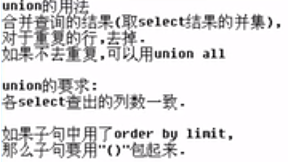 union的用法
合并查询的结果(取select结果的并集),
对于重复的行,去掉.
如果不去重复,可以用union all
union的要求:
各select查出的列数一致.
如果子句中用了order by limit,
那么子句要用"()"包起来.